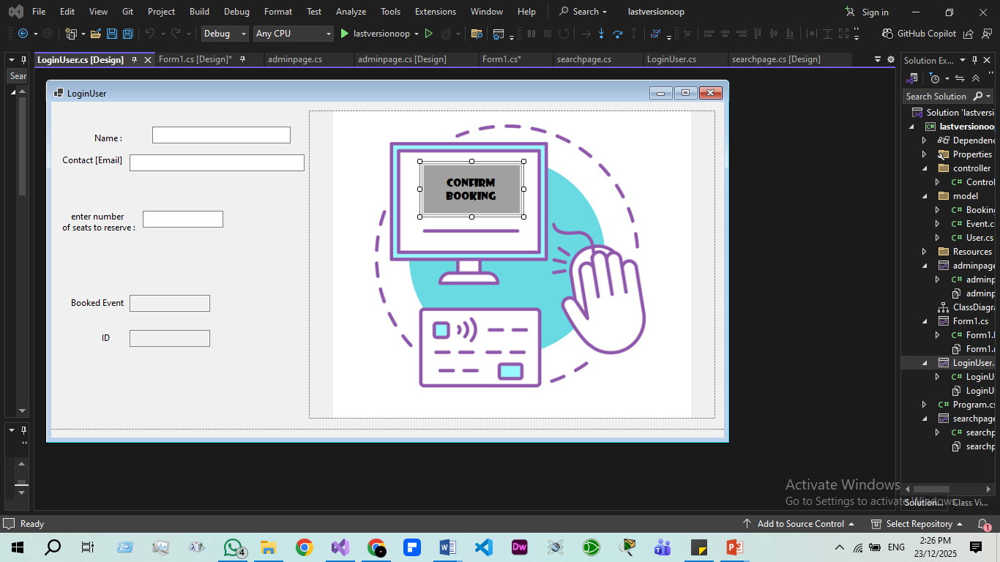 File Edit View Git Project Build Debug Format Test Analyze Tools Extensions Window Help Search lastversionoop Sign in
Debug Any CPU lastversionoop GitHub Copilot
LoginUser.cs [Design] Form1.cs [Design]* adminpage.cs adminpage.cs [Design] Form1.cs* searchpage.cs LoginUser.cs searchpage.cs [Design]
Solution Ex...
Sear
Search Solution
LoginUser
Name :
Contact [Email]
enter number
of seats to reserve :
Booked Event
ID
CONFIRM
BOOKING
Solution 'lastversi
C# lastversionoop
Dependenc
Properties
controller
C# Control
model
C# Booking
C# Event.c
C# User.cs
Resources
adminpage
C# adminp
adminp
ClassDiagra
Form1.cs
C# Form1.
Form1.r
LoginUser.
C# LoginU
LoginU
C# Program.cs
searchpage
C# searchp
searchp
Activate Windows
Go to Settings to activate Windows.
Solution... Class Vi...
Ready
Add to Source Control Select Repository 1
4
Dw
ENG
2:26 PM
23/12/2025